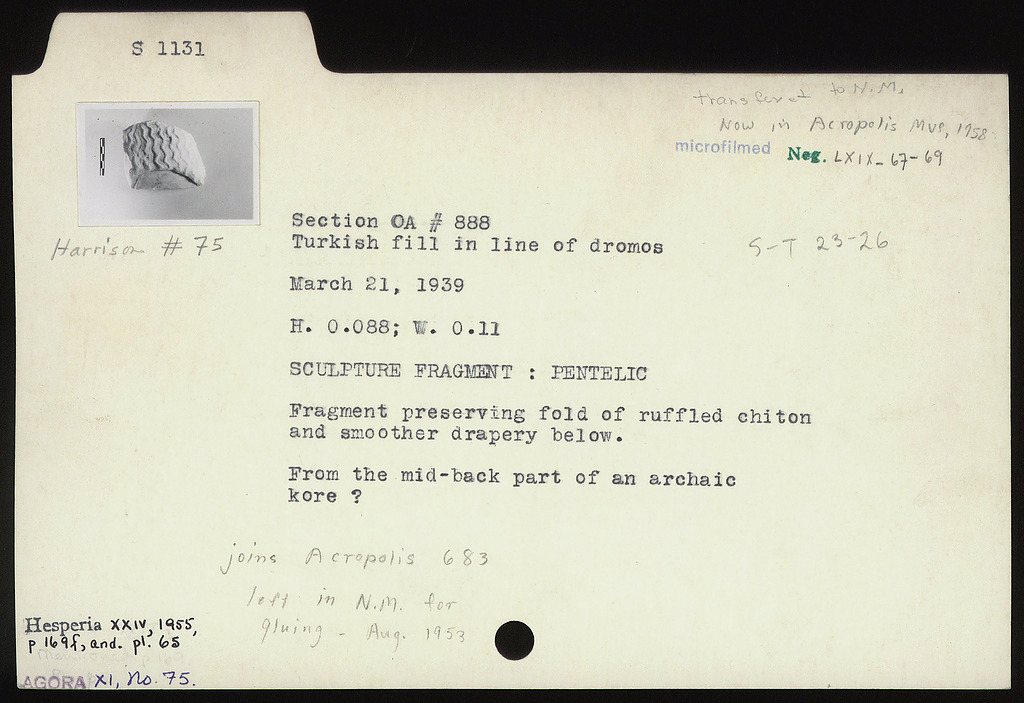 S 1131
transferet to N.M.
Now in Acropolis Mus, 1958
microfilmed Neg. LXIX-67-69
Harrison # 75
Section OA # 888
Turkish fill in line of dromos
S-T 23-26
March 21, 1939
H. 0.088; W. 0.11
SCULPTURE FRAGMENT : PENTELIC
Fragment preserving fold of ruffled chiton
and smoother drapery below.
From the mid-back part of an archaic
kore ?
joins Acropolis 683
left in N.M. for
gluing - Aug. 1953
Hesperia XXIV, 1955,
p 169f, and. pl. 65
AGORA XI, No. 75.